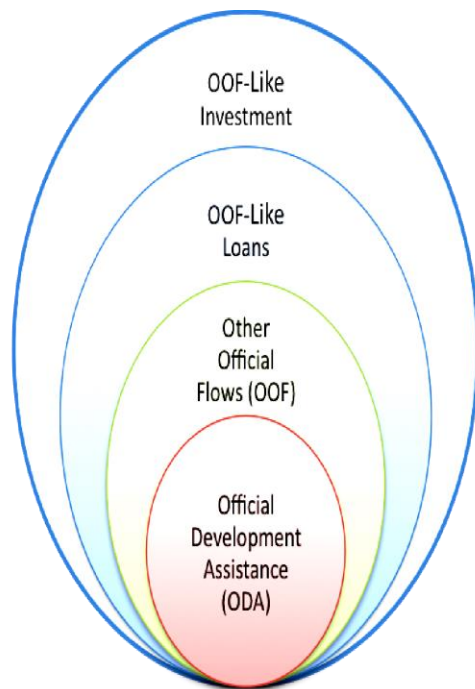 OOF-Like
Investment
OOF-Like
Loans
Other
Official
Flows (OOF)
Official
Development
Assistance
(ODA)